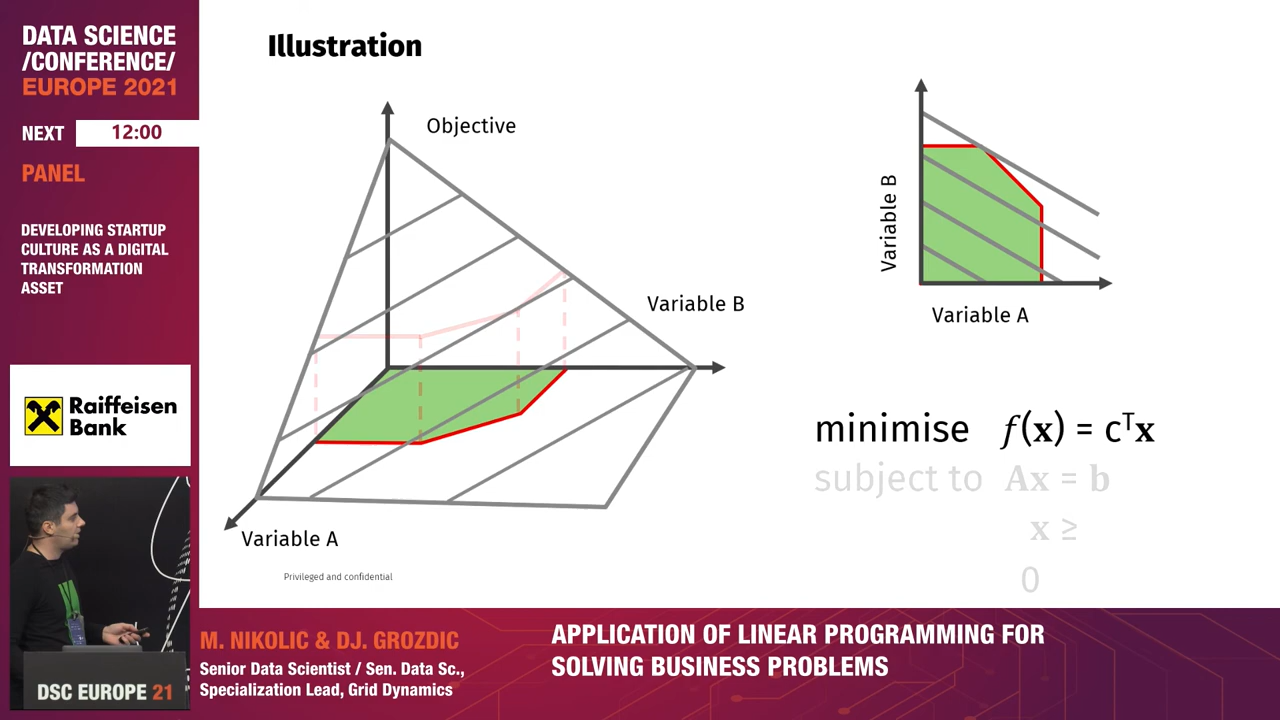 DATA SCIENCE
/CONFERENCE/
EUROPE 2021
NEXT 12:00
PANEL
DEVELOPING STARTUP
CULTURE AS A DIGITAL
TRANSFORMATION
ASSET
Raiffeisen
Bank
DSC EUROPE 21
Illustration
Objective
Variable B
Variable A
Privileged and confidential
Variable B
Variable A
minimise f(x) = cᵀx
subject to Ax = b
x ≥
0
M. NIKOLIC & DJ. GROZDIC
Senior Data Scientist / Sen. Data Sc.,
Specialization Lead, Grid Dynamics
APPLICATION OF LINEAR PROGRAMMING FOR
SOLVING BUSINESS PROBLEMS